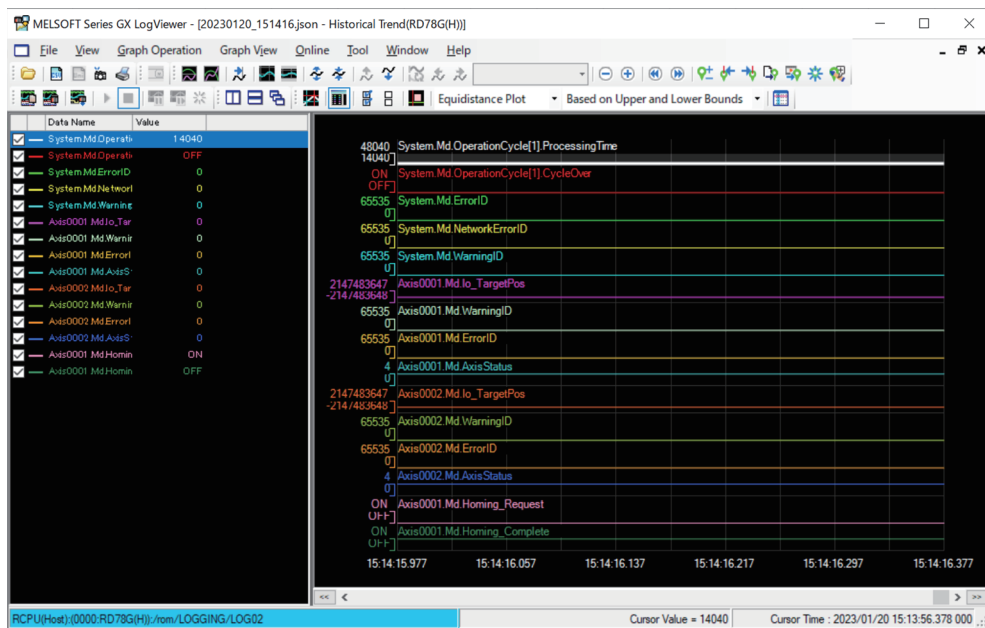 MELSOFT Series GX LogViewer - [20230120_151416.json - Historical Trend(RD78G(H))]
File View Graph Operation Graph View Online Tool Window Help
Equidistance Plot Based on Upper and Lower Bounds
Data Name Value
System.Md.Operati 14040
System.Md.Operati OFF
System.Md.ErrorID 0
System.Md.Networl 0
System.Md.Warning 0
Axis0001.Md.Io_Tar 0
Axis0001.Md.Warnir 0
Axis0001.Md.Errorl 0
Axis0001.Md.AxisS 0
Axis0002.Md.Io_Tar 0
Axis0002.Md.Warnir 0
Axis0002.Md.Errorl 0
Axis0002.Md.AxisS 0
Axis0001.Md.Homin ON
Axis0001.Md.Homin OFF
48040 System.Md.OperationCycle[1].ProcessingTime
14040
ON System.Md.OperationCycle[1].CycleOver
OFF
65535 System.Md.ErrorID
0
65535 System.Md.NetworkErrorID
0
65535 System.Md.WarningID
0
2147483647 Axis0001.Md.Io_TargetPos
-2147483648
65535 Axis0001.Md.WarningID
0
65535 Axis0001.Md.ErrorID
0
4 Axis0001.Md.AxisStatus
0
2147483647 Axis0002.Md.Io_TargetPos
-2147483648
65535 Axis0002.Md.WarningID
0
65535 Axis0002.Md.ErrorID
0
4 Axis0002.Md.AxisStatus
0
ON Axis0001.Md.Homing_Request
OFF
ON Axis0001.Md.Homing_Complete
OFF
15:14:15.977 15:14:16.057 15:14:16.137 15:14:16.217 15:14:16.297 15:14:16.377
RCPU(Host):(0000:RD78G(H)):/rom/LOGGING/LOG02 Cursor Value = 14040 Cursor Time : 2023/01/20 15:13:56.378 000